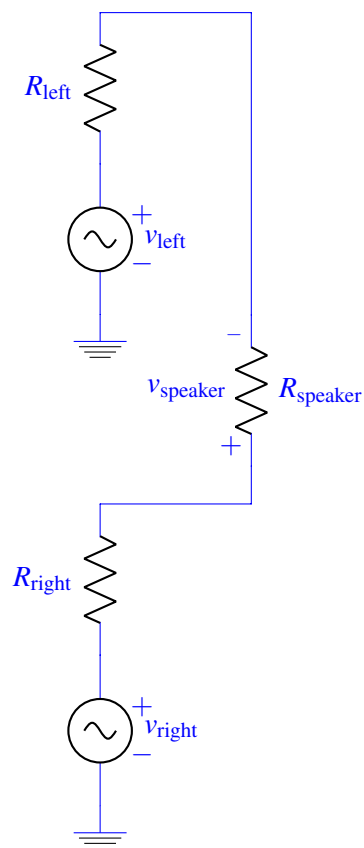 R_left
+
v_left
−
-
v_speaker R_speaker
+
R_right
+
v_right
−